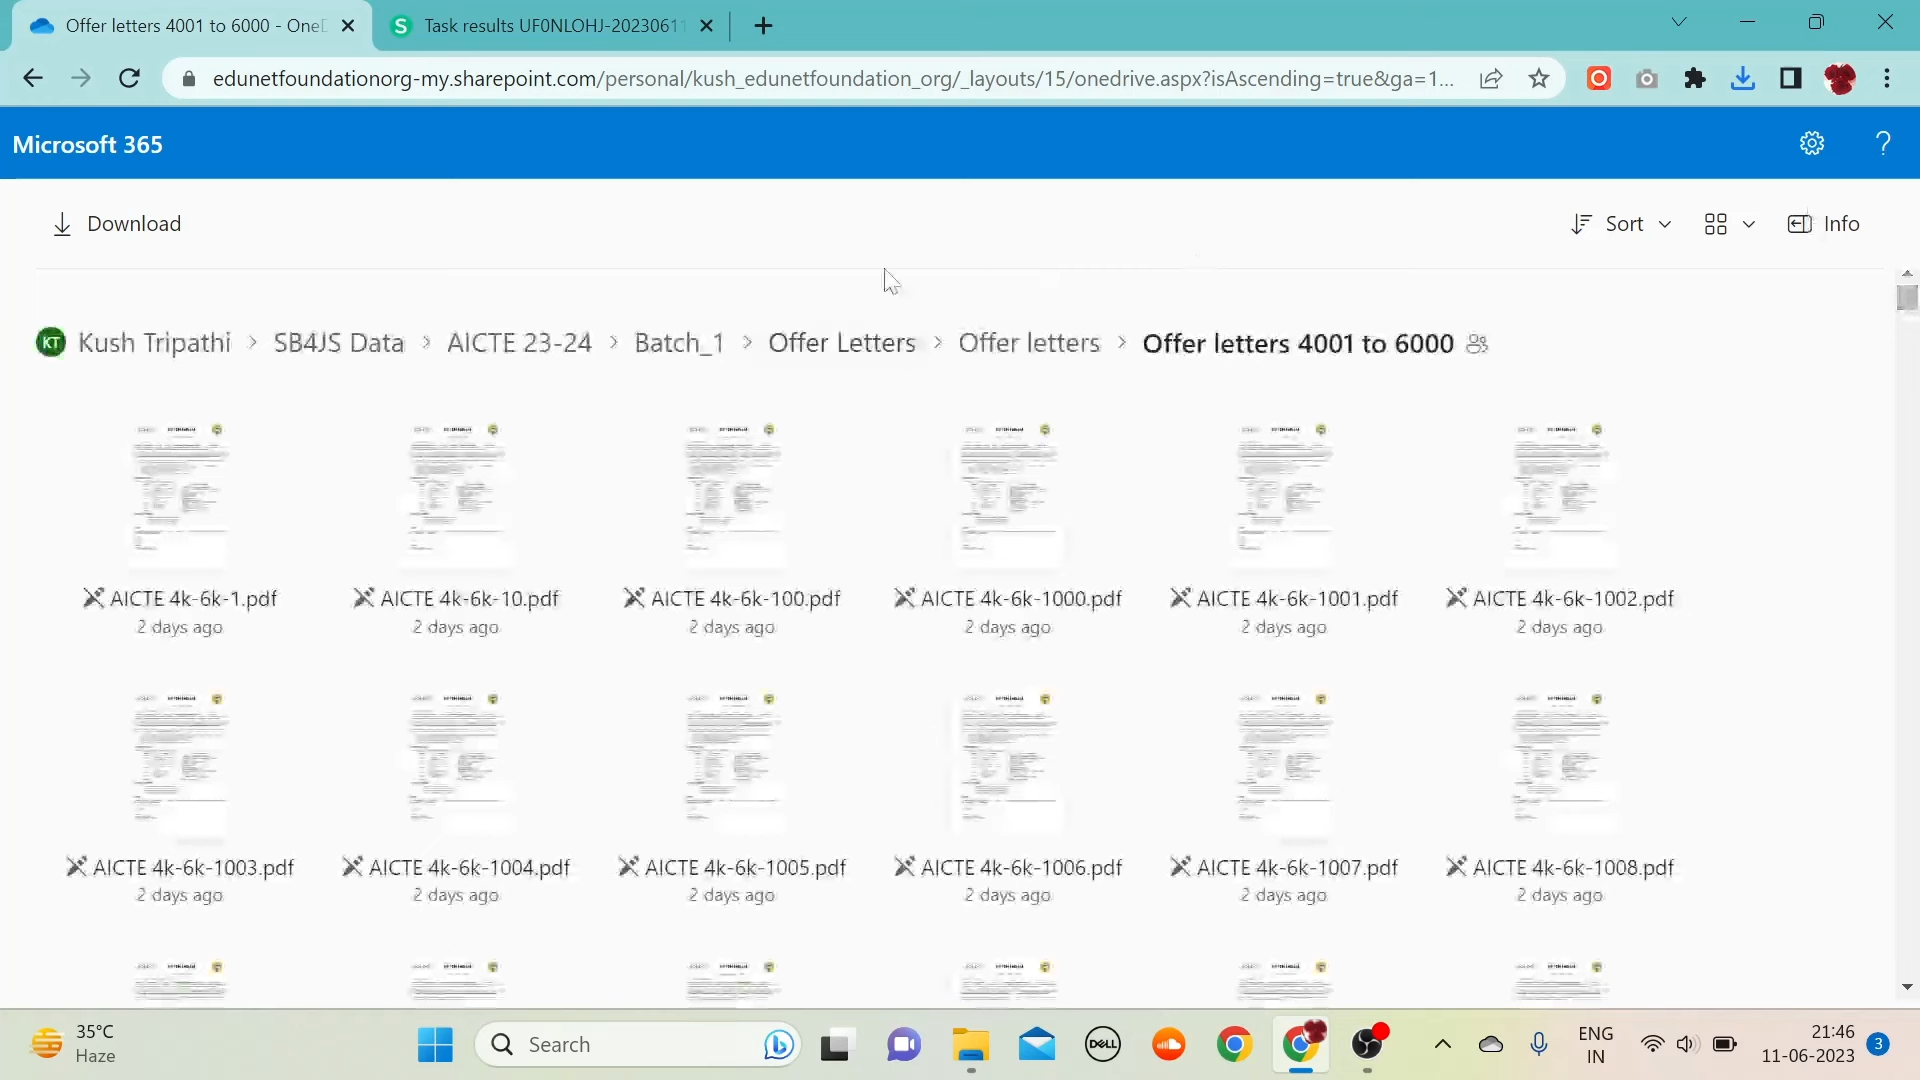 Offer letters 4001 to 6000 - OneD
Task results UF0NLOHJ-20230611
edunetfoundationorg-my.sharepoint.com/personal/kush_edunetfoundation_org/_layouts/15/onedrive.aspx?isAscending=true&ga=1...
Microsoft 365
Download
Sort
Info
KT Kush Tripathi > SB4JS Data > AICTE 23-24 > Batch_1 > Offer Letters > Offer letters > Offer letters 4001 to 6000
AICTE 4k-6k-1.pdf AICTE 4k-6k-10.pdf AICTE 4k-6k-100.pdf AICTE 4k-6k-1000.pdf AICTE 4k-6k-1001.pdf AICTE 4k-6k-1002.pdf
2 days ago 2 days ago 2 days ago 2 days ago 2 days ago 2 days ago
AICTE 4k-6k-1003.pdf AICTE 4k-6k-1004.pdf AICTE 4k-6k-1005.pdf AICTE 4k-6k-1006.pdf AICTE 4k-6k-1007.pdf AICTE 4k-6k-1008.pdf
2 days ago 2 days ago 2 days ago 2 days ago 2 days ago 2 days ago
35°C
Haze
Search
DELL
ENG
IN
21:46
11-06-2023
3